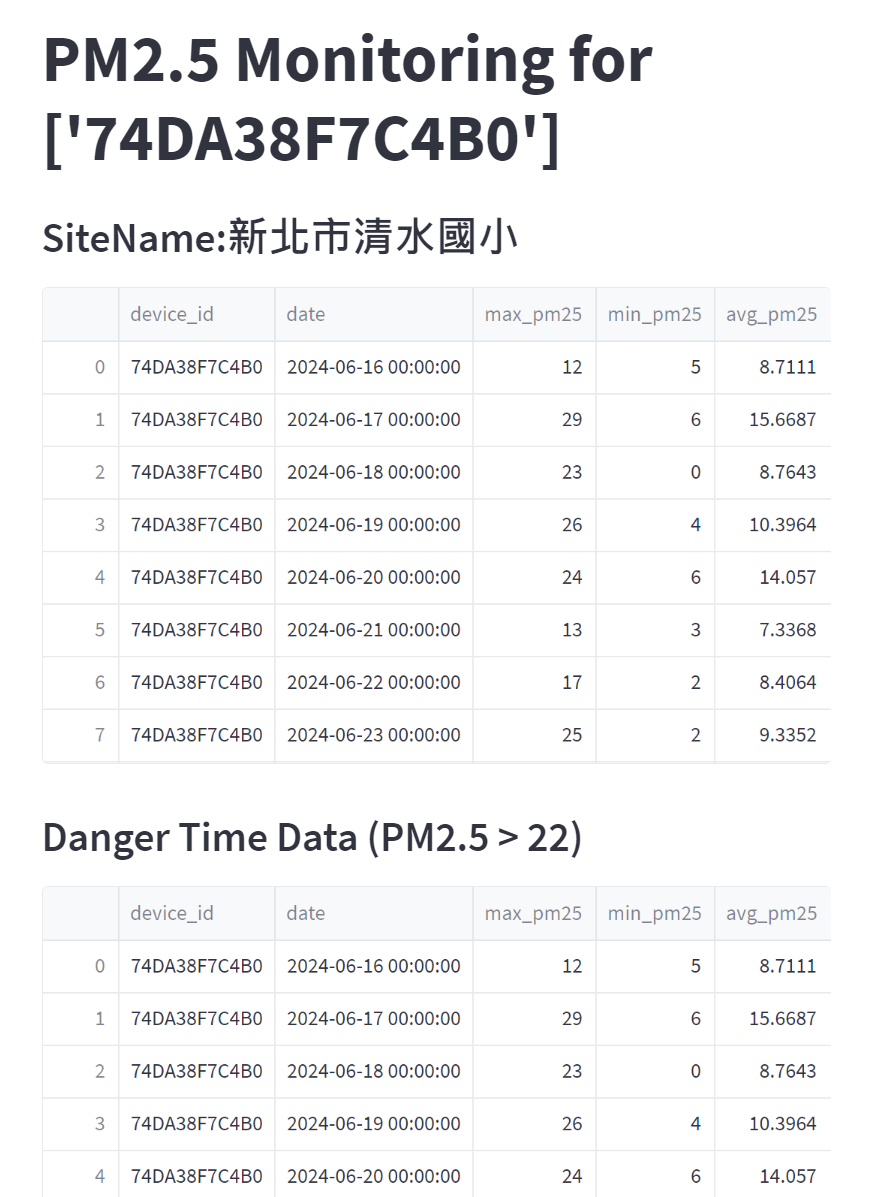 PM2.5 Monitoring for
['74DA38F7C4B0']
SiteName:新北市清水國小
device_id date max_pm25 min_pm25 avg_pm25
0 74DA38F7C4B0 2024-06-16 00:00:00 12 5 8.7111
1 74DA38F7C4B0 2024-06-17 00:00:00 29 6 15.6687
2 74DA38F7C4B0 2024-06-18 00:00:00 23 0 8.7643
3 74DA38F7C4B0 2024-06-19 00:00:00 26 4 10.3964
4 74DA38F7C4B0 2024-06-20 00:00:00 24 6 14.057
5 74DA38F7C4B0 2024-06-21 00:00:00 13 3 7.3368
6 74DA38F7C4B0 2024-06-22 00:00:00 17 2 8.4064
7 74DA38F7C4B0 2024-06-23 00:00:00 25 2 9.3352
Danger Time Data (PM2.5 > 22)
device_id date max_pm25 min_pm25 avg_pm25
0 74DA38F7C4B0 2024-06-16 00:00:00 12 5 8.7111
1 74DA38F7C4B0 2024-06-17 00:00:00 29 6 15.6687
2 74DA38F7C4B0 2024-06-18 00:00:00 23 0 8.7643
3 74DA38F7C4B0 2024-06-19 00:00:00 26 4 10.3964
4 74DA38F7C4B0 2024-06-20 00:00:00 24 6 14.057